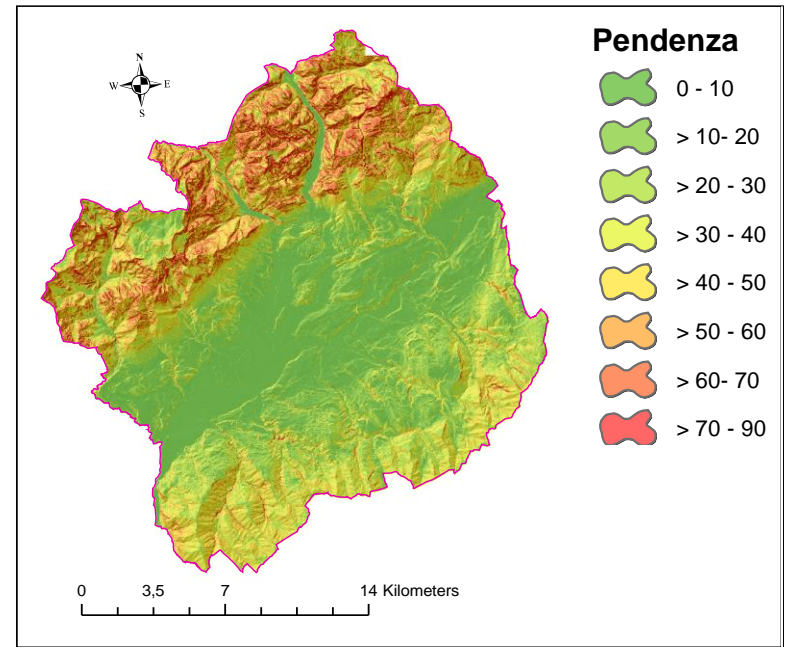 Pendenza
N
W E
S
0 - 10
> 10- 20
> 20 - 30
> 30 - 40
> 40 - 50
> 50 - 60
> 60- 70
> 70 - 90
0 3,5 7 14 Kilometers